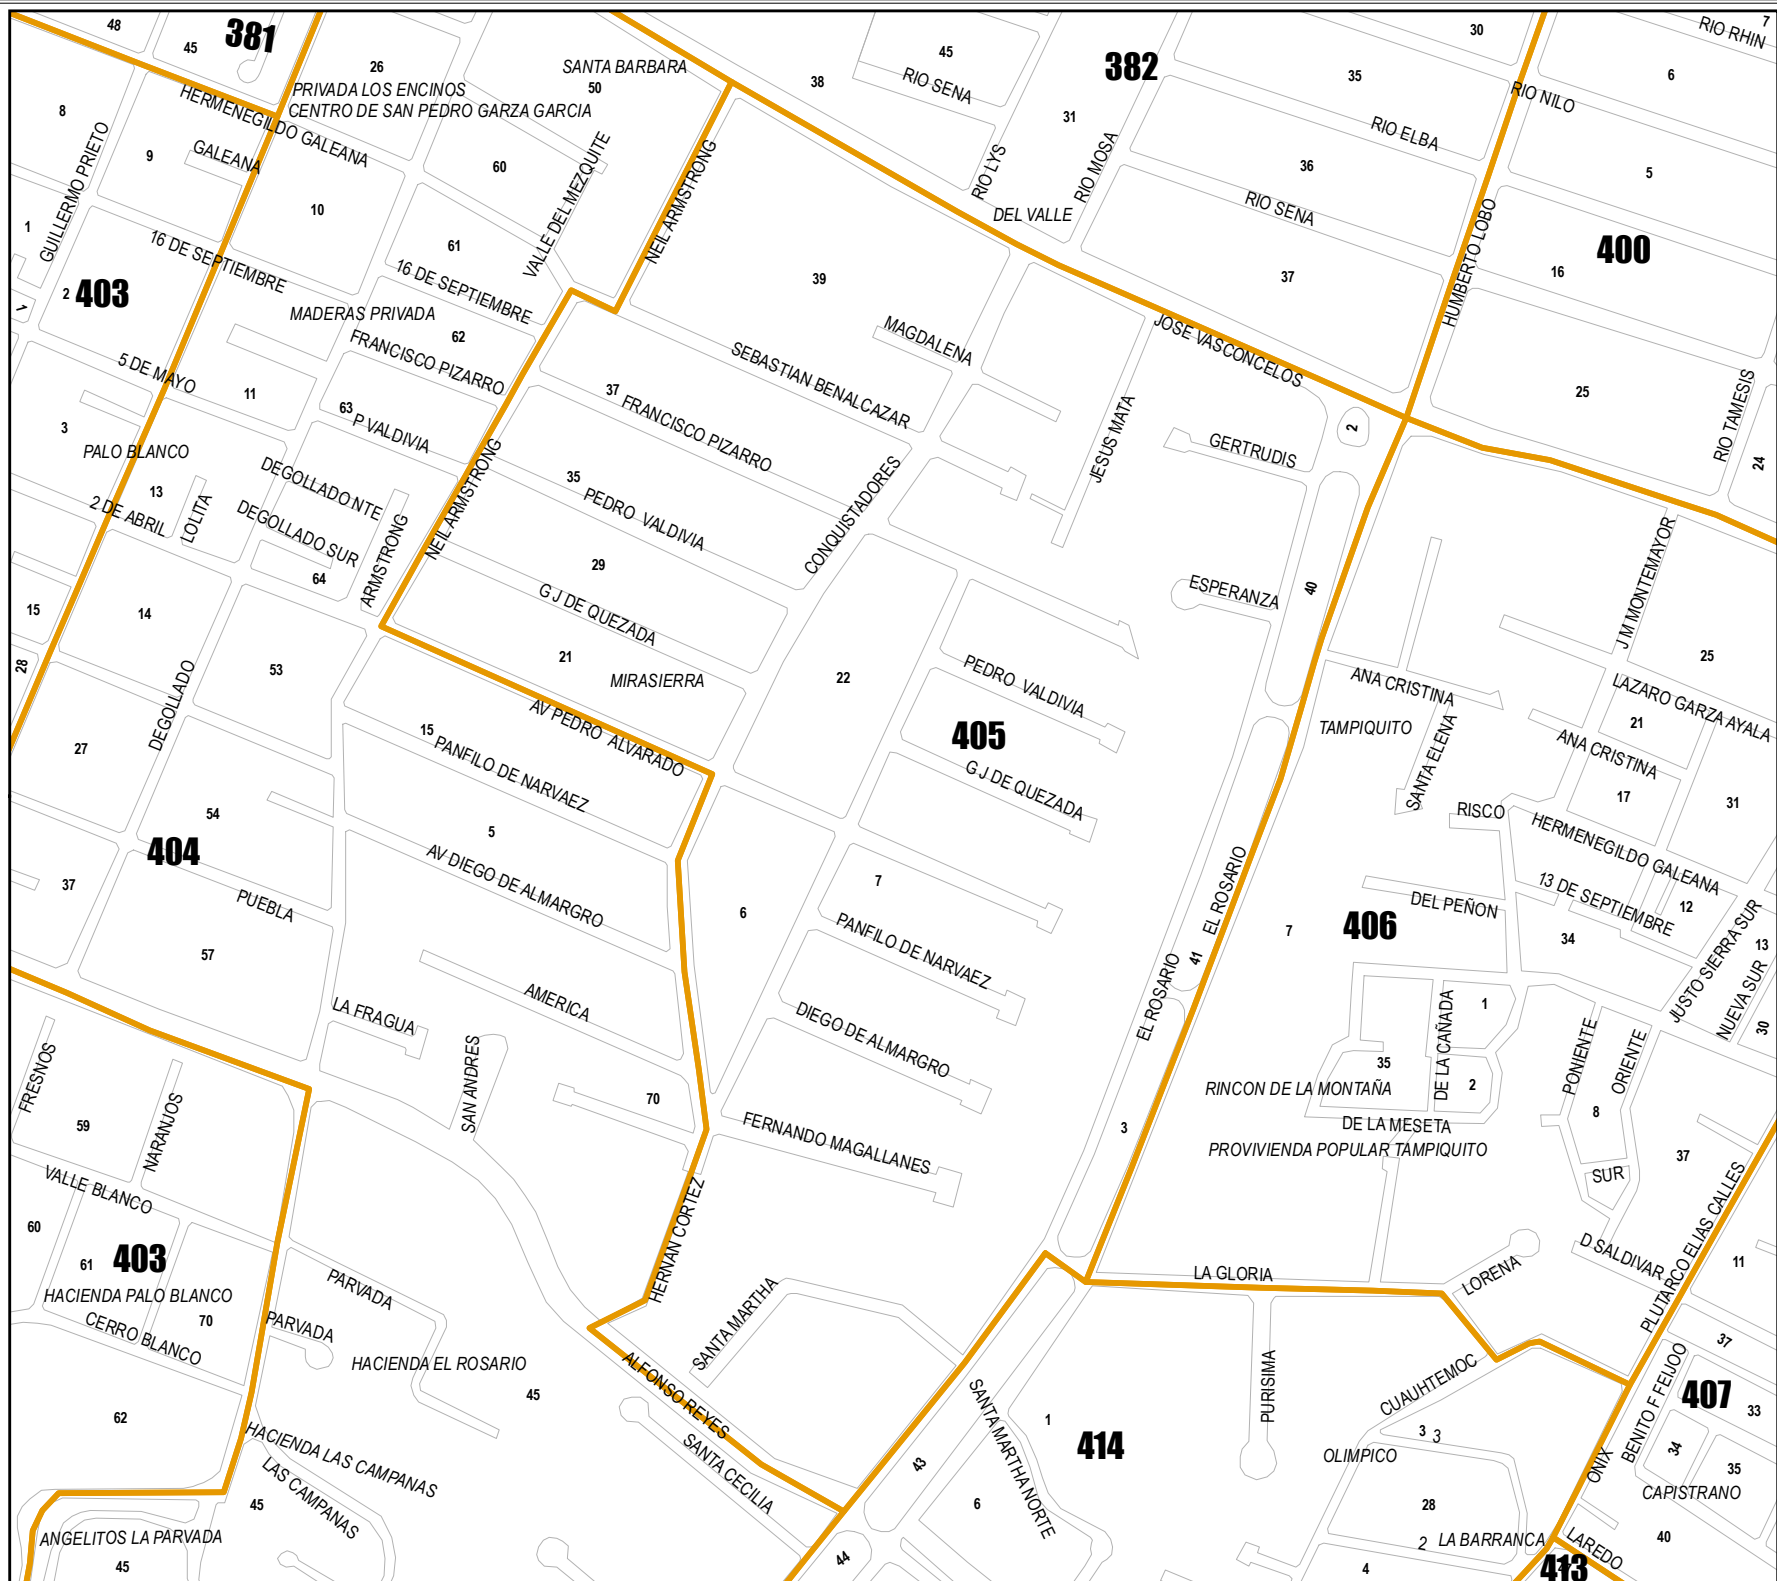 48
45
381
26
PRIVADA LOS ENCINOS
CENTRO DE SAN PEDRO GARZA GARCIA
SANTA BARBARA
50
38
45
RIO SENA
382
31
35
30
RIO RHIN
7
6
RIO NILO
RIO ELBA
8
HERMENEGILDO GALEANA
GALEANA
9
GUILLERMO PRIETO
60
VALLE DEL MEZQUITE
NEIL ARMSTRONG
RIO LYS
RIO MOSA
36
5
RIO SENA
DEL VALLE
HUMBERTO LOBO
400
1
10
16 DE SEPTIEMBRE
61
16 DE SEPTIEMBRE
39
37
16
2
403
1
MADERAS PRIVADA
62
FRANCISCO PIZARRO
MAGDALENA
JOSE VASCONCELOS
SEBASTIAN BENALCAZAR
5 DE MAYO
11
63
P VALDIVIA
37
FRANCISCO PIZARRO
JESUS MATA
25
RIO TAMESIS
24
2
3
PALO BLANCO
GERTRUDIS
13
LOLITA
DEGOLLADO NTE
DEGOLLADO SUR
ARMSTRONG
NEIL ARMSTRONG
35
PEDRO VALDIVIA
CONQUISTADORES
2 DE ABRIL
64
29
G J DE QUEZADA
ESPERANZA
40
J M MONTEMAYOR
15
14
28
53
21
MIRASIERRA
22
PEDRO VALDIVIA
ANA CRISTINA
25
LAZARO GARZA AYALA
DEGOLLADO
AV PEDRO ALVARADO
405
TAMPIQUITO
SANTA ELENA
21
ANA CRISTINA
27
15
PANFILO DE NARVAEZ
G J DE QUEZADA
RISCO
17
31
HERMENEGILDO GALEANA
54
5
AV DIEGO DE ALMARGRO
404
37
PUEBLA
6
7
PANFILO DE NARVAEZ
EL ROSARIO
7
406
DEL PEÑON
13 DE SEPTIEMBRE
12
34
13
JUSTO SIERRA SUR
NUEVA SUR
30
57
AMERICA
LA FRAGUA
41
EL ROSARIO
DIEGO DE ALMARGRO
DE LA CAÑADA
1
35
2
RINCON DE LA MONTAÑA
PONIENTE
ORIENTE
FRESNOS
SAN ANDRES
70
59
NARANJOS
FERNANDO MAGALLANES
3
DE LA MESETA
PROVIVIENDA POPULAR TAMPIQUITO
8
37
SUR
VALLE BLANCO
60
61
403
HACIENDA PALO BLANCO
70
CERRO BLANCO
PARVADA
PARVADA
HACIENDA EL ROSARIO
HERNAN CORTEZ
SANTA MARTHA
LA GLORIA
LORENA
D SALDIVAR
PLUTARCO ELIAS CALLES
11
37
62
45
ALFONSO REYES
SANTA CECILIA
SANTA MARTHA NORTE
1
414
PURISIMA
CUAUHTEMOC
3 3
OLIMPICO
BENITO F FEIJOO
407
33
34
35
CAPISTRANO
HACIENDA LAS CAMPANAS
LAS CAMPANAS
45
43
6
28
ONIX
40
ANGELITOS LA PARVADA
45
44
2
LA BARRANCA
LAREDO
4
413